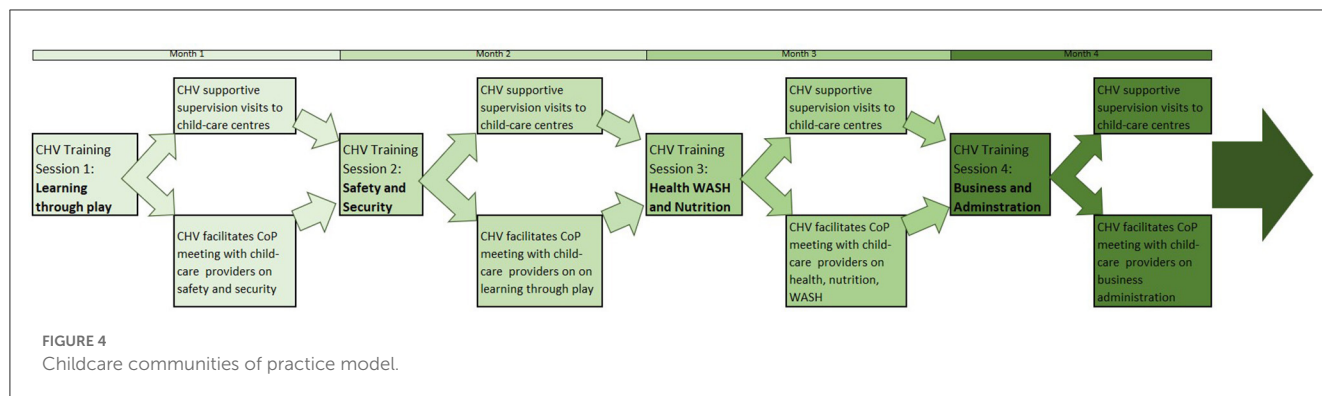 Month 1
Month 2
Month 3
Month 4
CHV Training
Session 1:
Learning
through play
CHV supportive
supervision visits to
child-care centres
CHV facilitates CoP
meeting with child-
care providers on
safety and security
CHV Training
Session 2:
Safety and
Security
CHV supportive
supervision visits to
child-care centres
CHV facilitates CoP
meeting with child-
care providers on on
learning through play
CHV Training
Session 3:
Health WASH
and Nutrition
CHV supportive
supervision visits to
child-care centres
CHV facilitates CoP
meeting with child-
care providers on
health, nutrition,
WASH
CHV Training
Session 4:
Business and
Adminstration
CHV supportive
supervision visits to
child-care centres
CHV facilitates CoP
meeting with child-
care providers on
business
administration
FIGURE 4
Childcare communities of practice model.